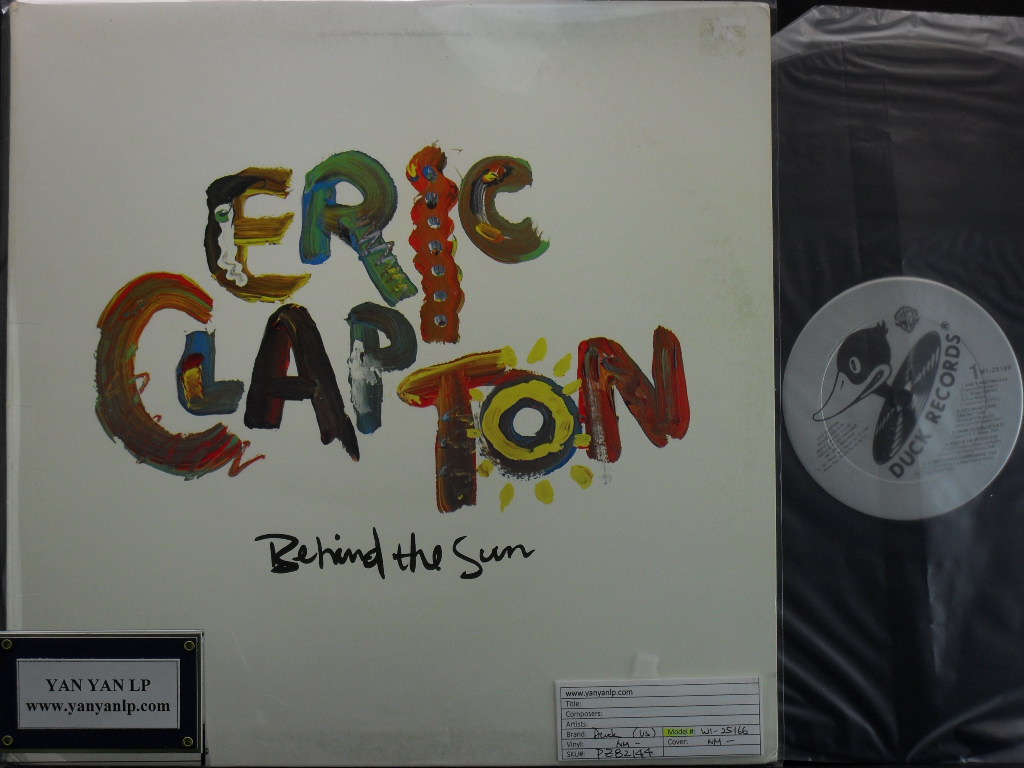 ERIC
CLAPTON
Behind the Sun
YAN YAN LP
www.yanyanlp.com
www.yanyanlp.com
Title:
Composers:
Artists:
Brand: Duck (US) Model #: W1-25166
Vinyl: NM - Cover: NM -
SKU#: PZB2144
DUCK RECORDS®
1